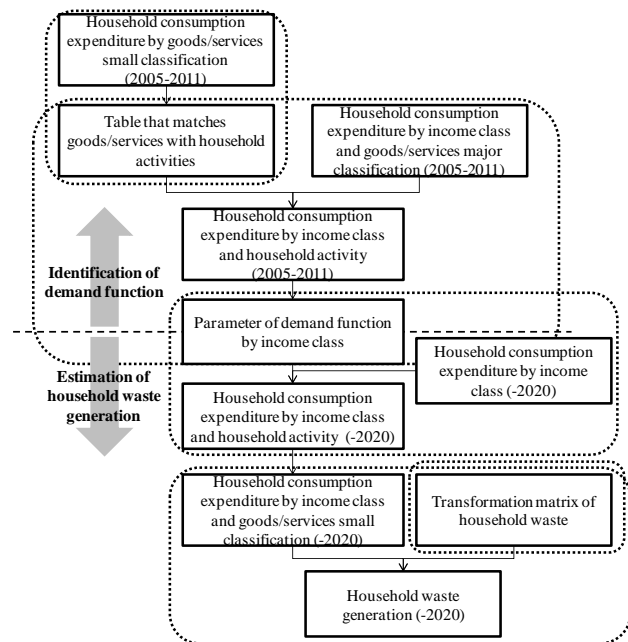 Household consumption
expenditure by goods/services
small classification
(2005-2011)
Table that matches
goods/services with household
activities
Household consumption
expenditure by income class
and goods/services major
classification (2005-2011)
Household consumption
expenditure by income class
and household activity
(2005-2011)
Identification of
demand function
Parameter of demand function
by income class
Estimation of
household waste
generation
Household consumption
expenditure by income
class (-2020)
Household consumption
expenditure by income class
and household activity (-2020)
Household consumption
expenditure by income class
and goods/services small
classification (-2020)
Transformation matrix of
household waste
Household waste
generation (-2020)